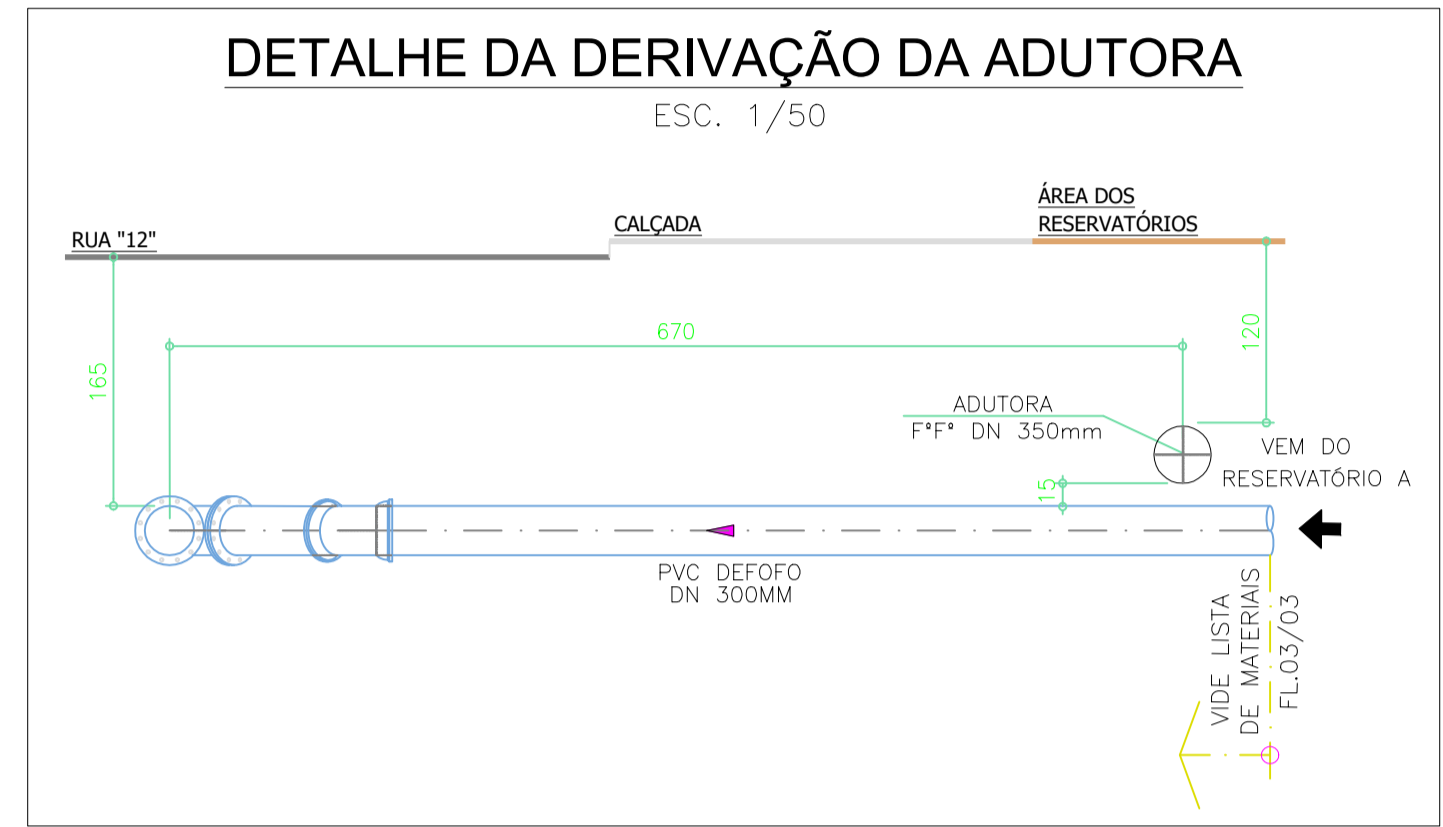 DETALHE DA DERIVAÇÃO DA ADUTORA
ESC. 1/50
ÁREA DOS
RESERVATÓRIOS
CALÇADA
RUA "12"
670
120
165
ADUTORA
FºFº DN 350mm
VEM DO
RESERVATÓRIO A
15
PVC DEFOFO
DN 300MM
VIDE LISTA
DE MATERIAIS
FL.03/03